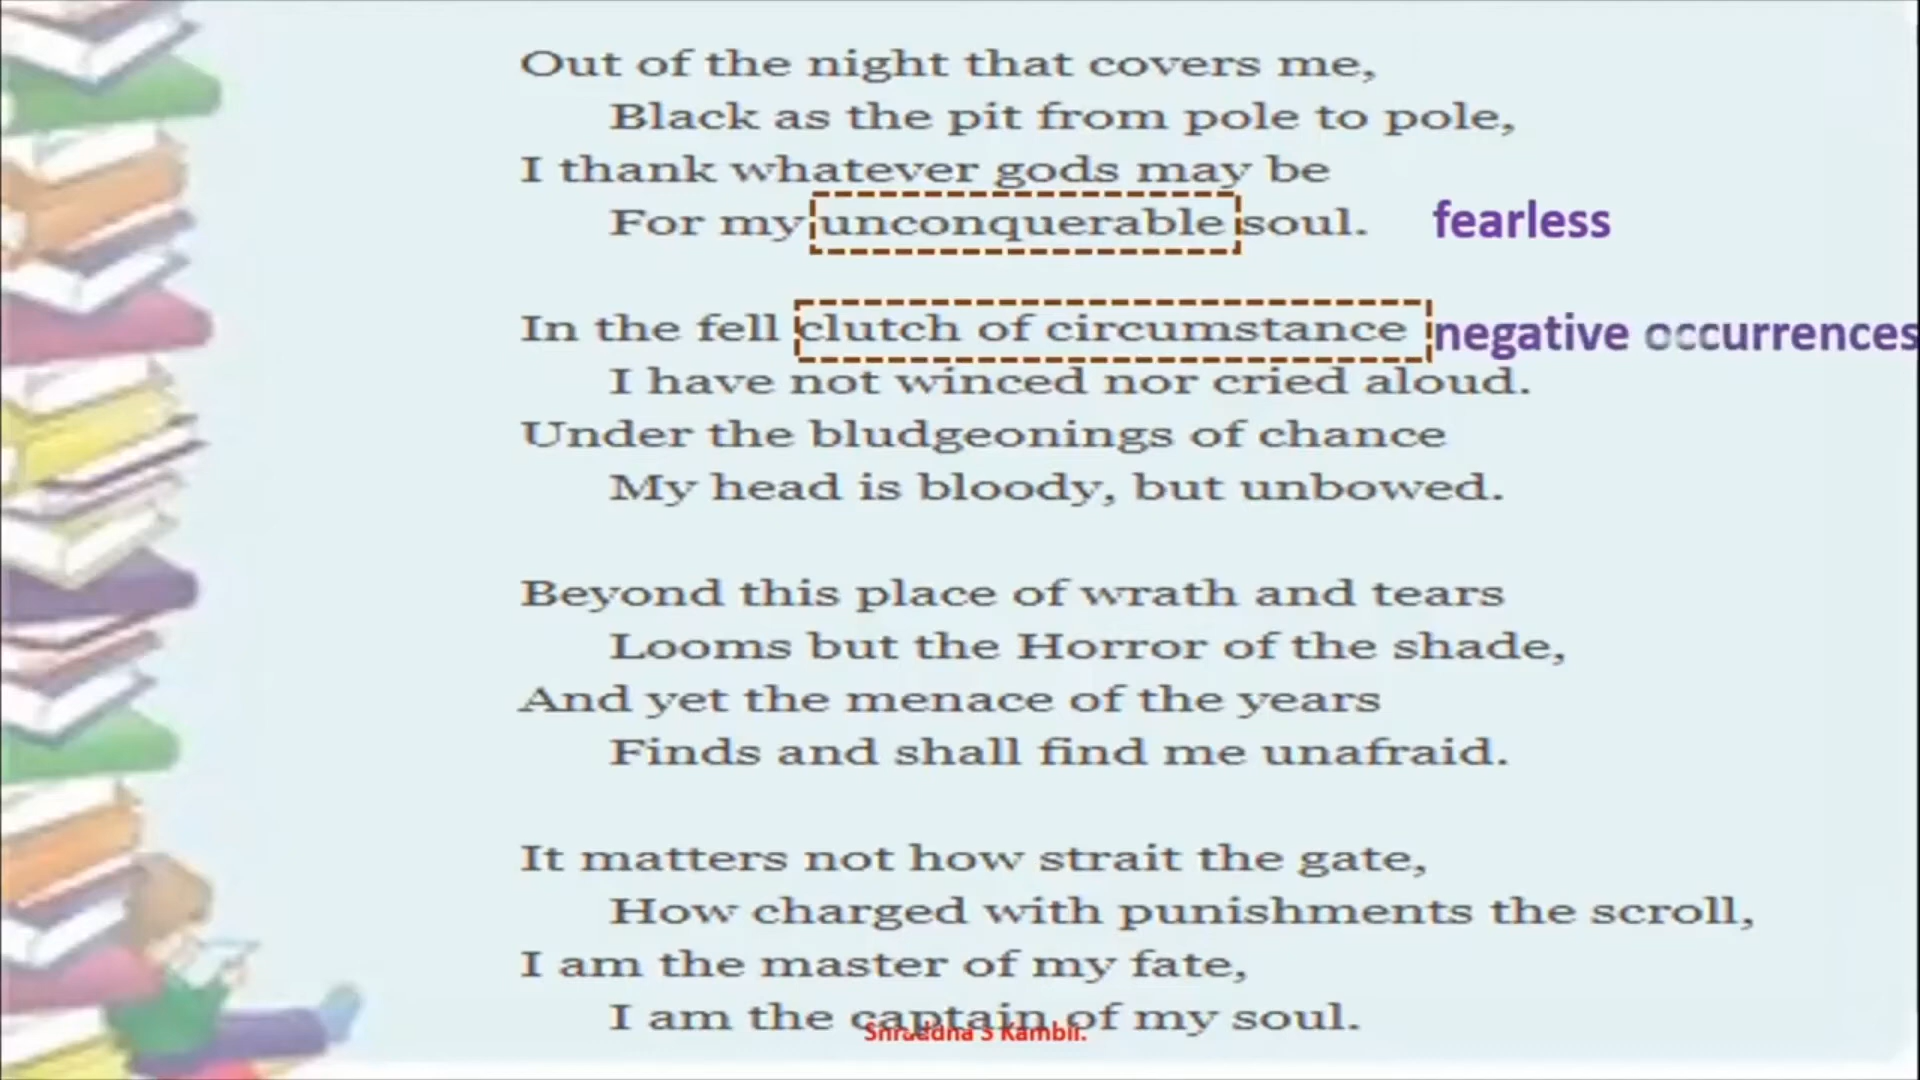 Out of the night that covers me,
Black as the pit from pole to pole,
I thank whatever gods may be
For my unconquerable soul. fearless
In the fell clutch of circumstance negative occurrences
I have not winced nor cried aloud.
Under the bludgeonings of chance
My head is bloody, but unbowed.
Beyond this place of wrath and tears
Looms but the Horror of the shade,
And yet the menace of the years
Finds and shall find me unafraid.
It matters not how strait the gate,
How charged with punishments the scroll,
I am the master of my fate,
I am the captain of my soul.
Shraddha S Kambli.